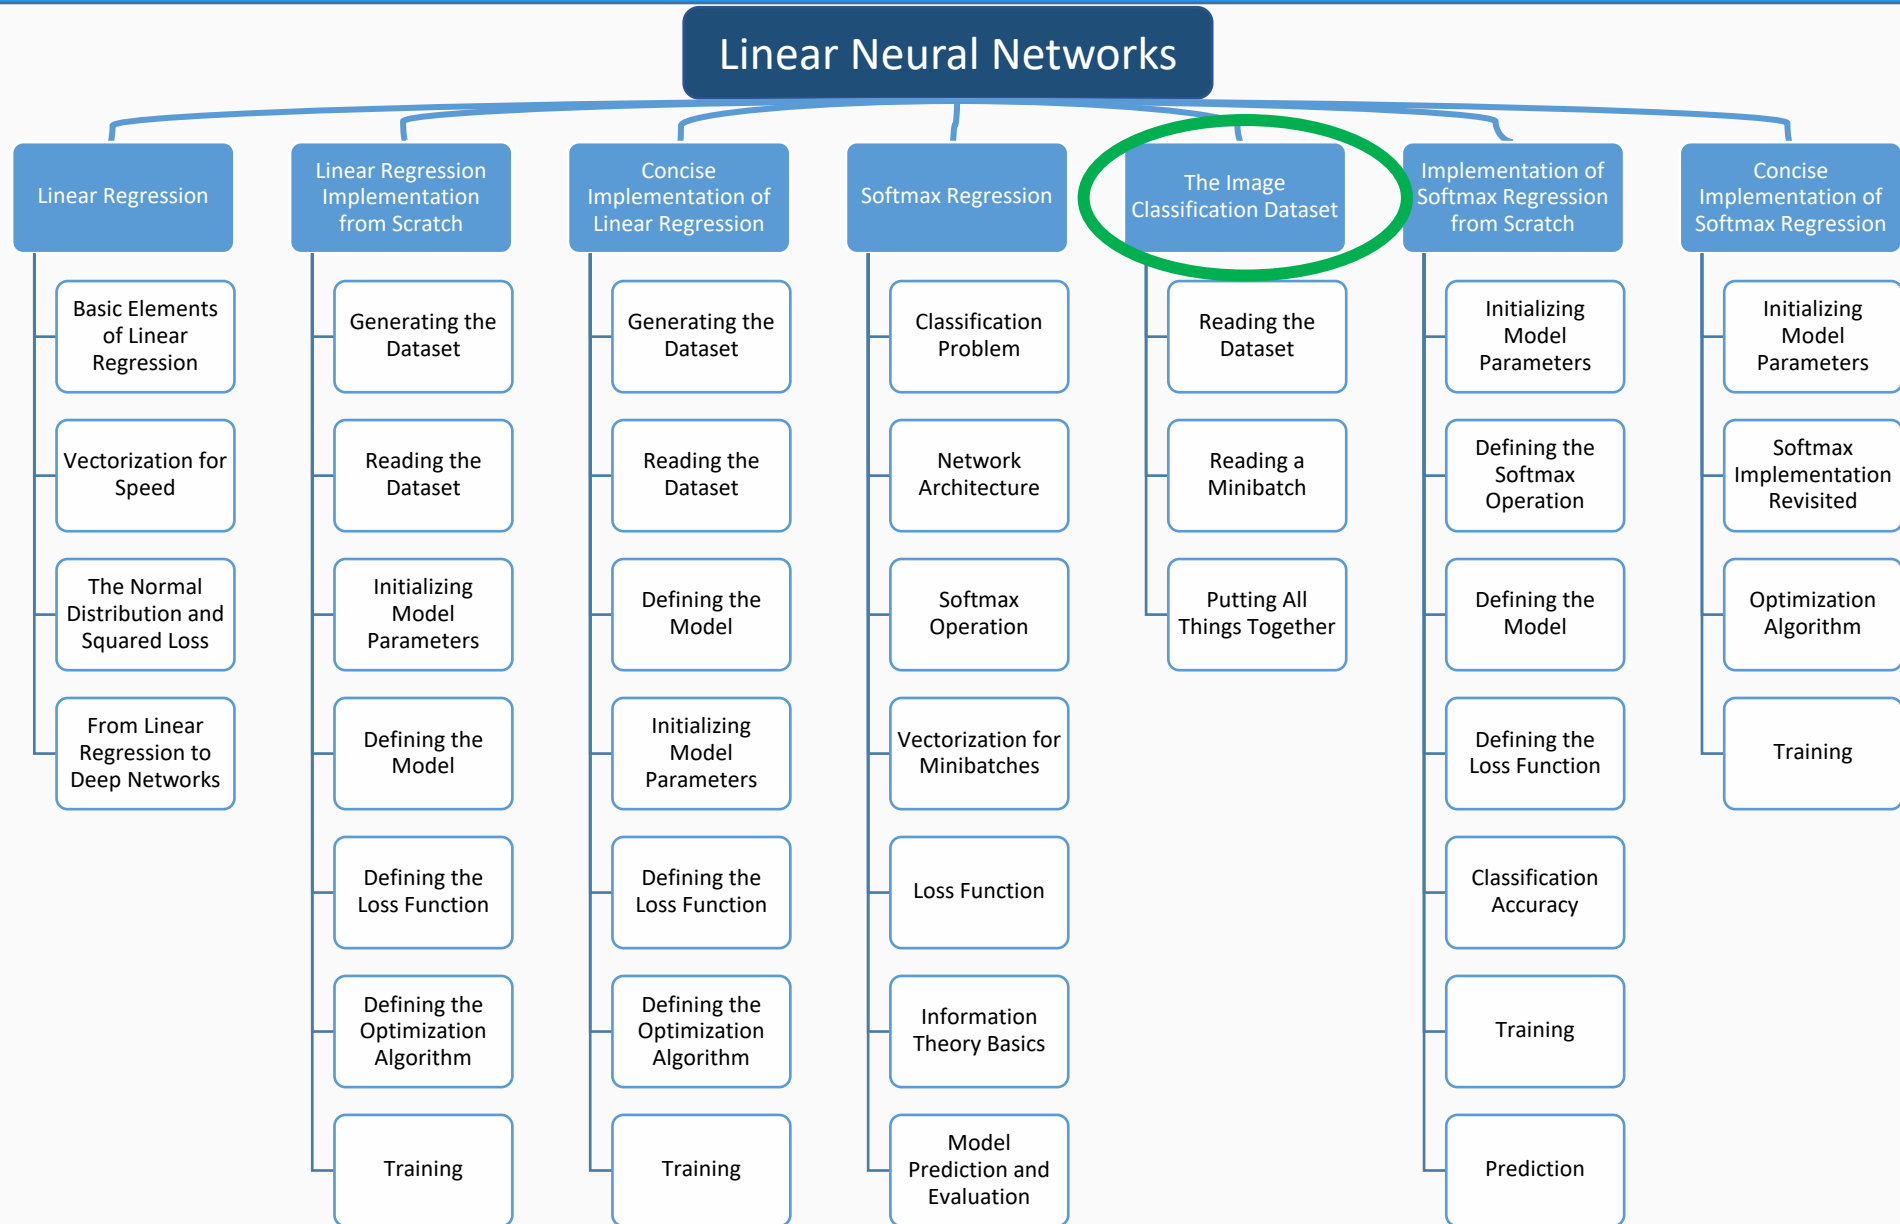 Linear Neural Networks
Linear Regression
Basic Elements
of Linear
Regression
Vectorization for
Speed
The Normal
Distribution and
Squared Loss
From Linear
Regression to
Deep Networks
Linear Regression
Implementation
from Scratch
Generating the
Dataset
Reading the
Dataset
Initializing
Model
Parameters
Defining the
Model
Defining the
Loss Function
Defining the
Optimization
Algorithm
Training
Concise
Implementation of
Linear Regression
Generating the
Dataset
Reading the
Dataset
Defining the
Model
Initializing
Model
Parameters
Defining the
Loss Function
Defining the
Optimization
Algorithm
Training
Softmax Regression
Classification
Problem
Network
Architecture
Softmax
Operation
Vectorization for
Minibatches
Loss Function
Information
Theory Basics
Model
Prediction and
Evaluation
The Image
Classification Dataset
Reading the
Dataset
Reading a
Minibatch
Putting All
Things Together
Implementation of
Softmax Regression
from Scratch
Initializing
Model
Parameters
Defining the
Softmax
Operation
Defining the
Model
Defining the
Loss Function
Classification
Accuracy
Training
Prediction
Concise
Implementation of
Softmax Regression
Initializing
Model
Parameters
Softmax
Implementation
Revisited
Optimization
Algorithm
Training